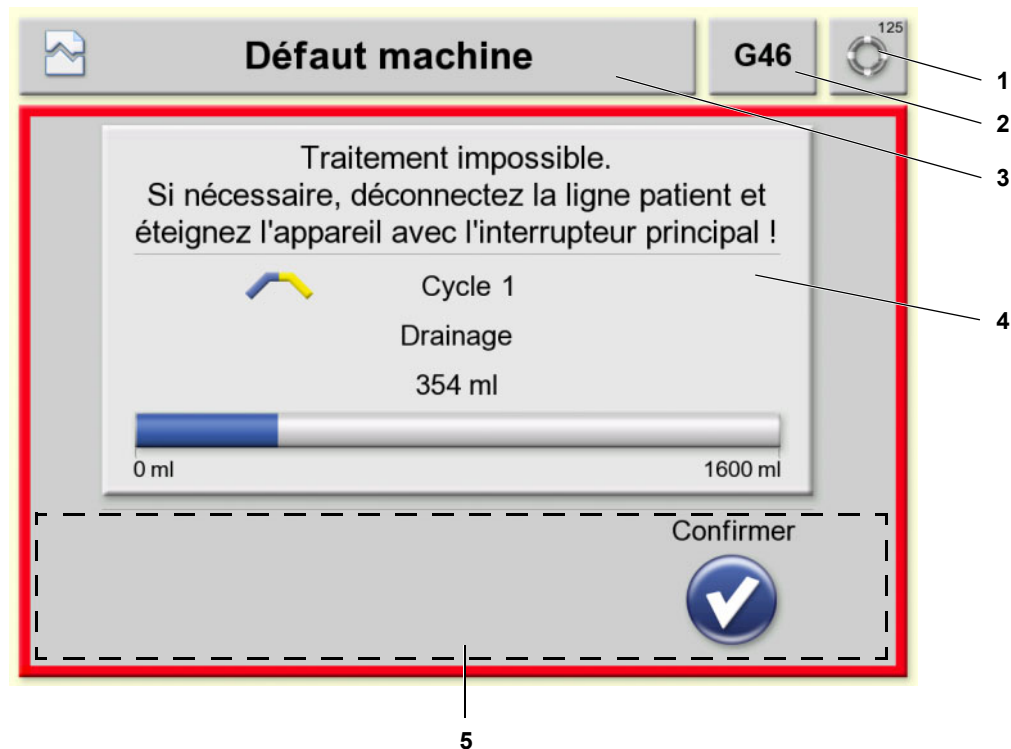 Défaut machine
G46
125
1
2
3
Traitement impossible.
Si nécessaire, déconnectez la ligne patient et
éteignez l'appareil avec l'interrupteur principal !
Cycle 1
4
Drainage
354 ml
0 ml
1600 ml
Confirmer
5